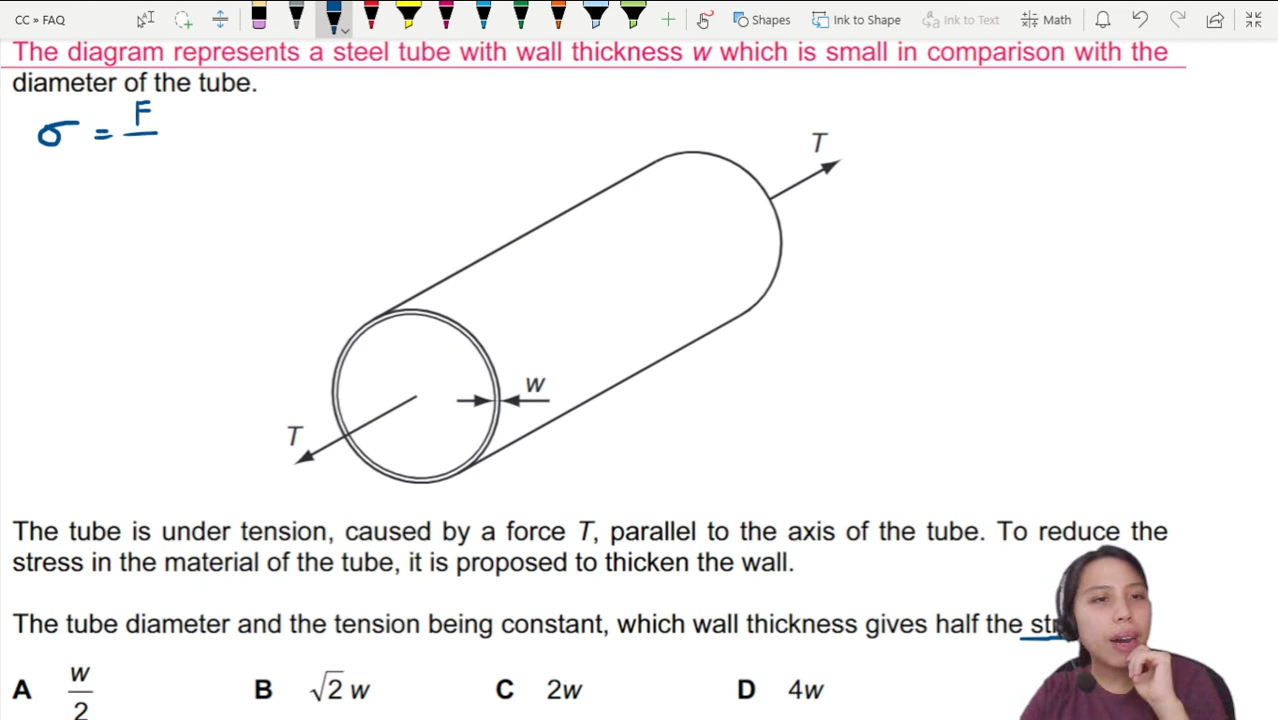 CC » FAQ
Shapes
Ink to Shape
Ink to Text
Math
The diagram represents a steel tube with wall thickness w which is small in comparison with the
diameter of the tube.
σ = F
T
w
T
The tube is under tension, caused by a force T, parallel to the axis of the tube. To reduce the
stress in the material of the tube, it is proposed to thicken the wall.
The tube diameter and the tension being constant, which wall thickness gives half the
A w/2 B √2 w C 2w D 4w